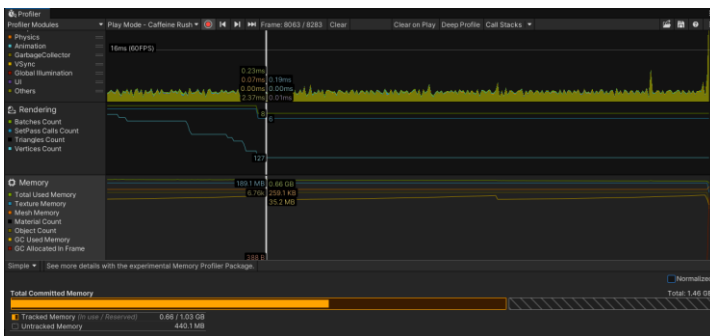 Profiler
Profiler Modules Play Mode - Caffeine Rush Frame: 8063 / 8283 Clear Clear on Play Deep Profile Call Stacks
Physics
Animation
GarbageCollector
VSync
Global Illumination
UI
Others
16ms (60FPS)
0.23ms
0.07ms 0.19ms
0.00ms 0.00ms
2.37ms 0.01ms
Rendering
Batches Count
SetPass Calls Count
Triangles Count
Vertices Count
8
6
127
Memory
Total Used Memory
Texture Memory
Mesh Memory
Material Count
Object Count
GC Used Memory
GC Allocated In Frame
189.1 MB 0.66 GB
6.76k 259.1 KB
35.2 MB
388 B
Simple See more details with the experimental Memory Profiler Package.
Normalized
Total Committed Memory Total: 1.46 GB
Tracked Memory (In use / Reserved) 0.66 / 1.03 GB
Untracked Memory 440.1 MB